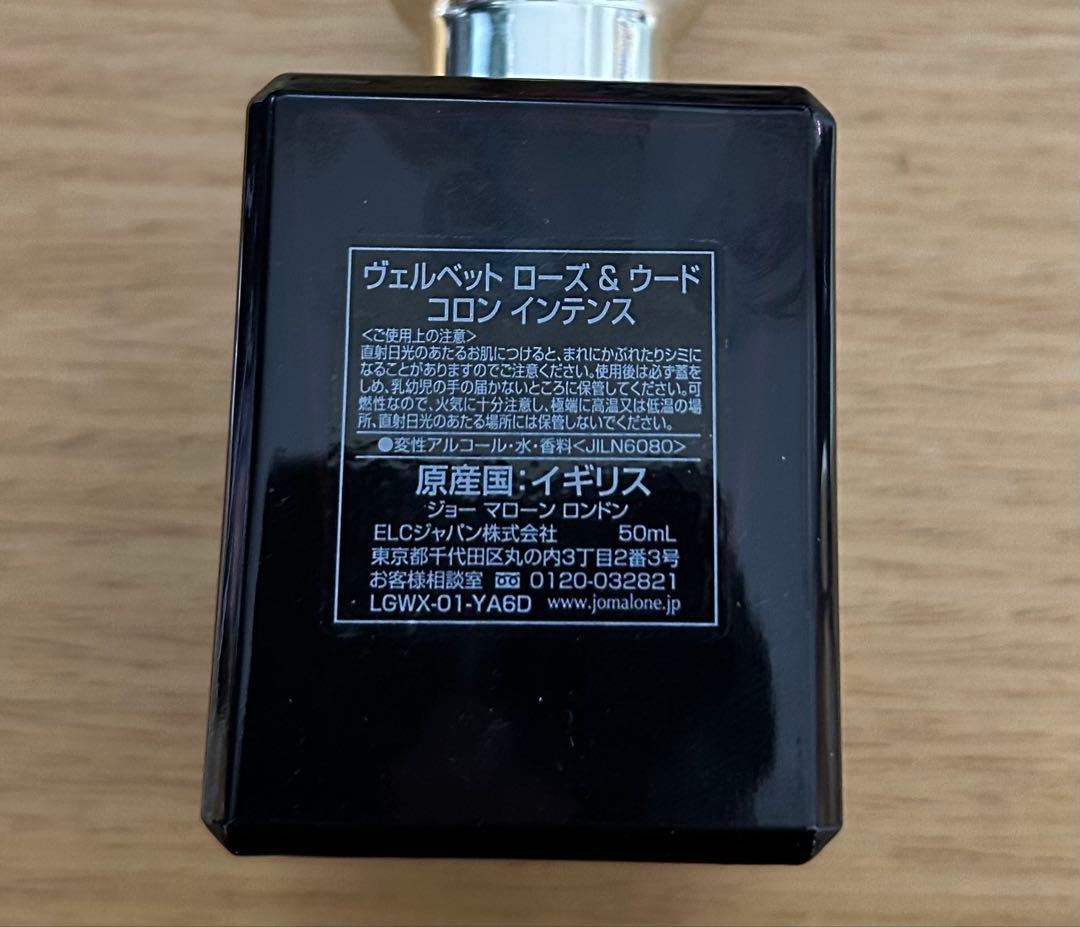 ヴェルベット ローズ & ウード
コロン インテンス
<ご使用上の注意>
直射日光のあたるお肌につけると、まれにかぶれたりシミに
なることがありますのでご注意ください。使用後は必ず蓋を
しめ、乳幼児の手の届かないところに保管してください。可
燃性なので、火気に十分注意し、極端に高温又は低温の場
所、直射日光のあたる場所には保管しないでください。
●変性アルコール・水・香料<JILN6080>
原産国：イギリス
ジョー マローン ロンドン
ELCジャパン株式会社 50mL
東京都千代田区丸の内3丁目2番3号
お客様相談室 0120-032821
LGWX-01-YA6D www.jomalone.jp